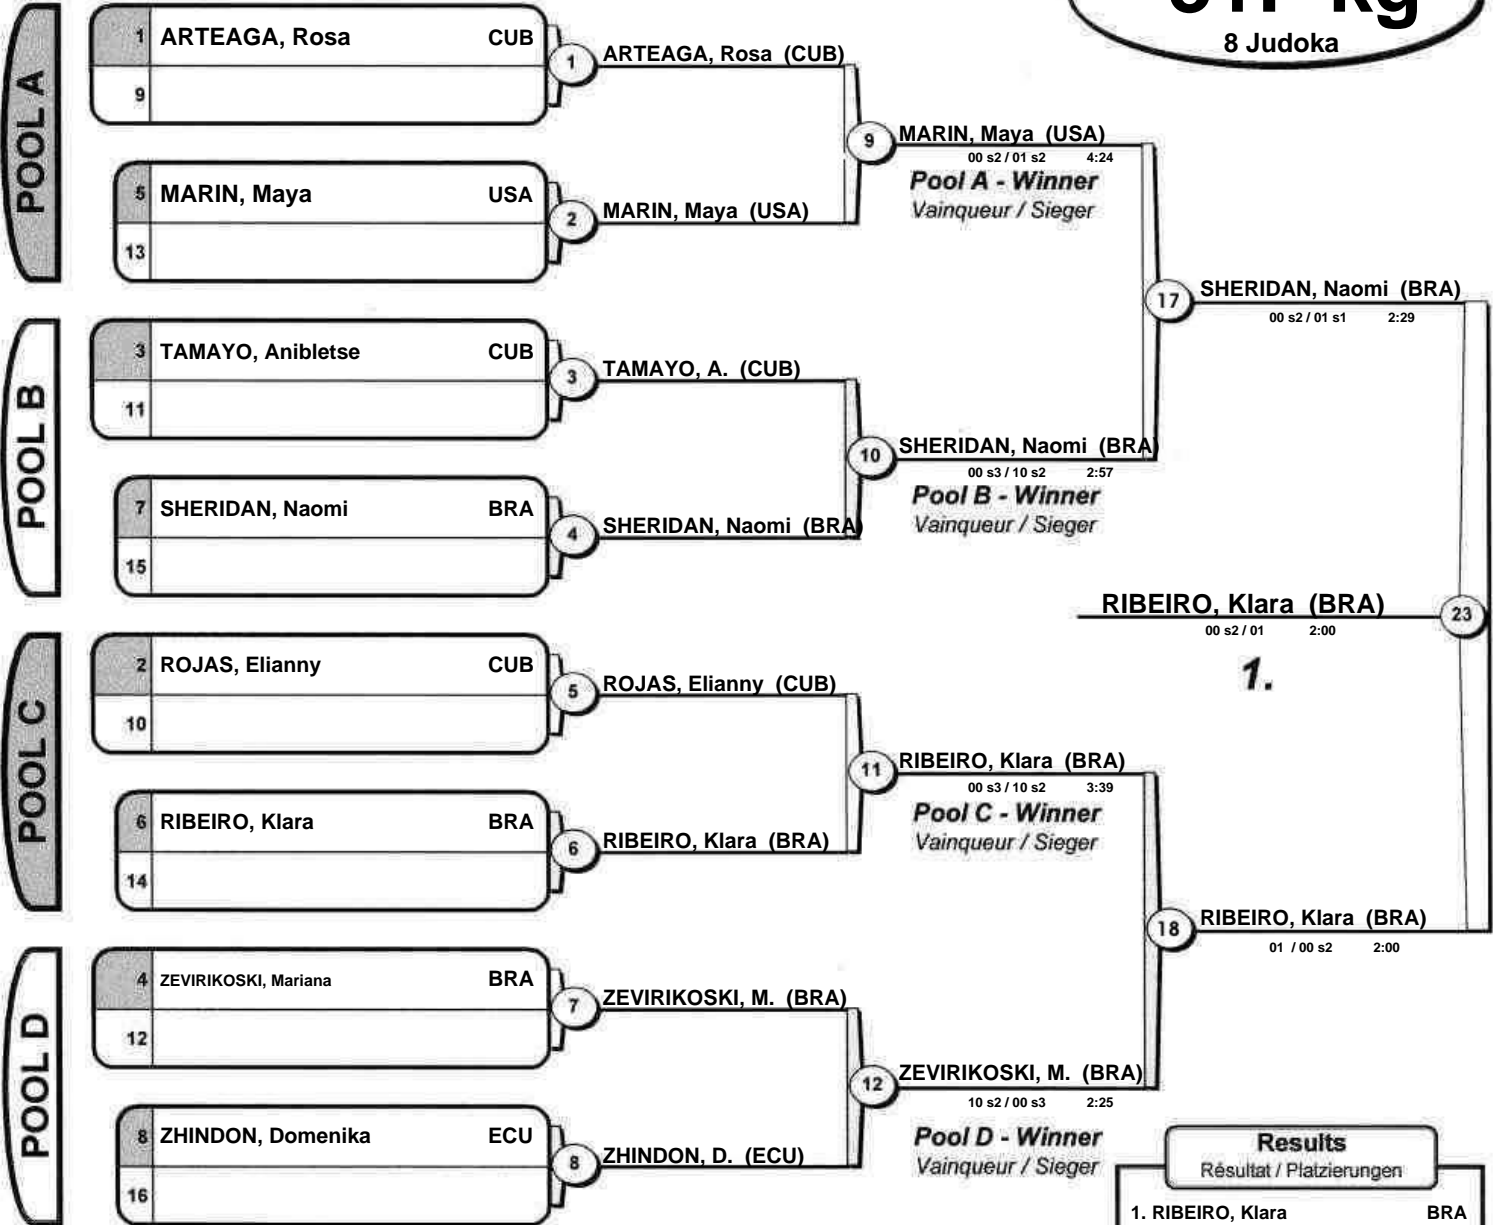 8 Judoka
POOL A
1 ARTEAGA, Rosa CUB
9
1
ARTEAGA, Rosa (CUB)
5 MARIN, Maya USA
13
2
MARIN, Maya (USA)
9
MARIN, Maya (USA)
00 s2 / 01 s2 4:24
Pool A - Winner
Vainqueur / Sieger
POOL B
3 TAMAYO, Anibletse CUB
11
3
TAMAYO, A. (CUB)
7 SHERIDAN, Naomi BRA
15
4
SHERIDAN, Naomi (BRA)
10
SHERIDAN, Naomi (BRA)
00 s3 / 10 s2 2:57
Pool B - Winner
Vainqueur / Sieger
17
SHERIDAN, Naomi (BRA)
00 s2 / 01 s1 2:29
RIBEIRO, Klara (BRA)
00 s2 / 01 2:00
23
1.
POOL C
2 ROJAS, Elianny CUB
10
5
ROJAS, Elianny (CUB)
6 RIBEIRO, Klara BRA
14
6
RIBEIRO, Klara (BRA)
11
RIBEIRO, Klara (BRA)
00 s3 / 10 s2 3:39
Pool C - Winner
Vainqueur / Sieger
POOL D
4 ZEVIRIKOSKI, Mariana BRA
12
7
ZEVIRIKOSKI, M. (BRA)
8 ZHINDON, Domenika ECU
16
8
ZHINDON, D. (ECU)
12
ZEVIRIKOSKI, M. (BRA)
10 s2 / 00 s3 2:25
Pool D - Winner
Vainqueur / Sieger
18
RIBEIRO, Klara (BRA)
01 / 00 s2 2:00
Results
Résultat / Platzierungen
1. RIBEIRO, Klara BRA